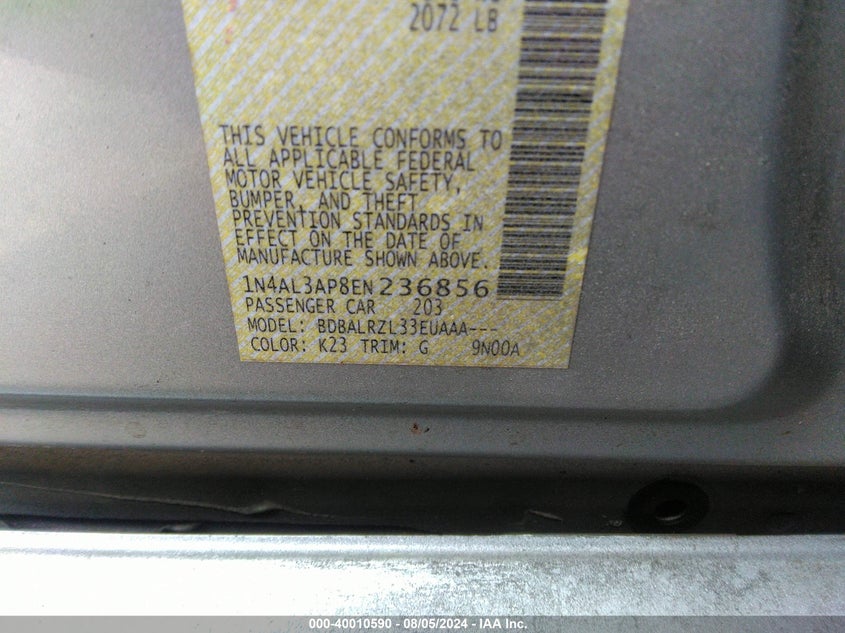 2072 LB
THIS VEHICLE CONFORMS TO
ALL APPLICABLE FEDERAL
MOTOR VEHICLE SAFETY,
BUMPER, AND THEFT
PREVENTION STANDARDS IN
EFFECT ON THE DATE OF
MANUFACTURE SHOWN ABOVE.
1N4AL3AP8EN236856
PASSENGER CAR 203
MODEL: BDBALRZL33EUAAA---
COLOR: K23 TRIM: G 9N00A
000-40010590 - 08/05/2024 - IAA Inc.